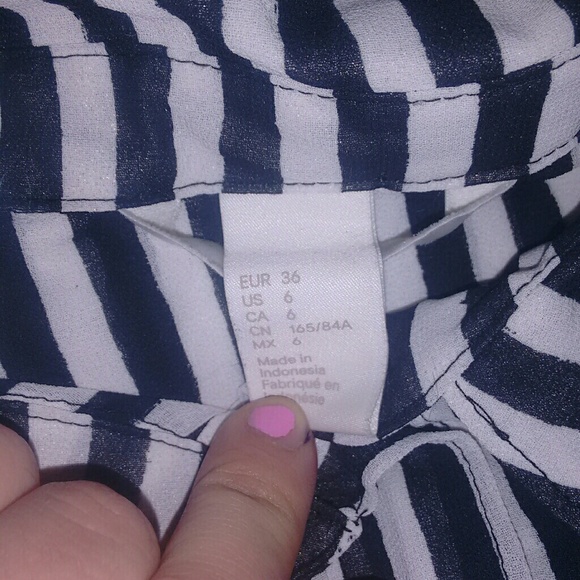 EUR 36
US 6
CA 6
CN 165/84A
MX 6
Made in
Indonesia
Fabriqué en